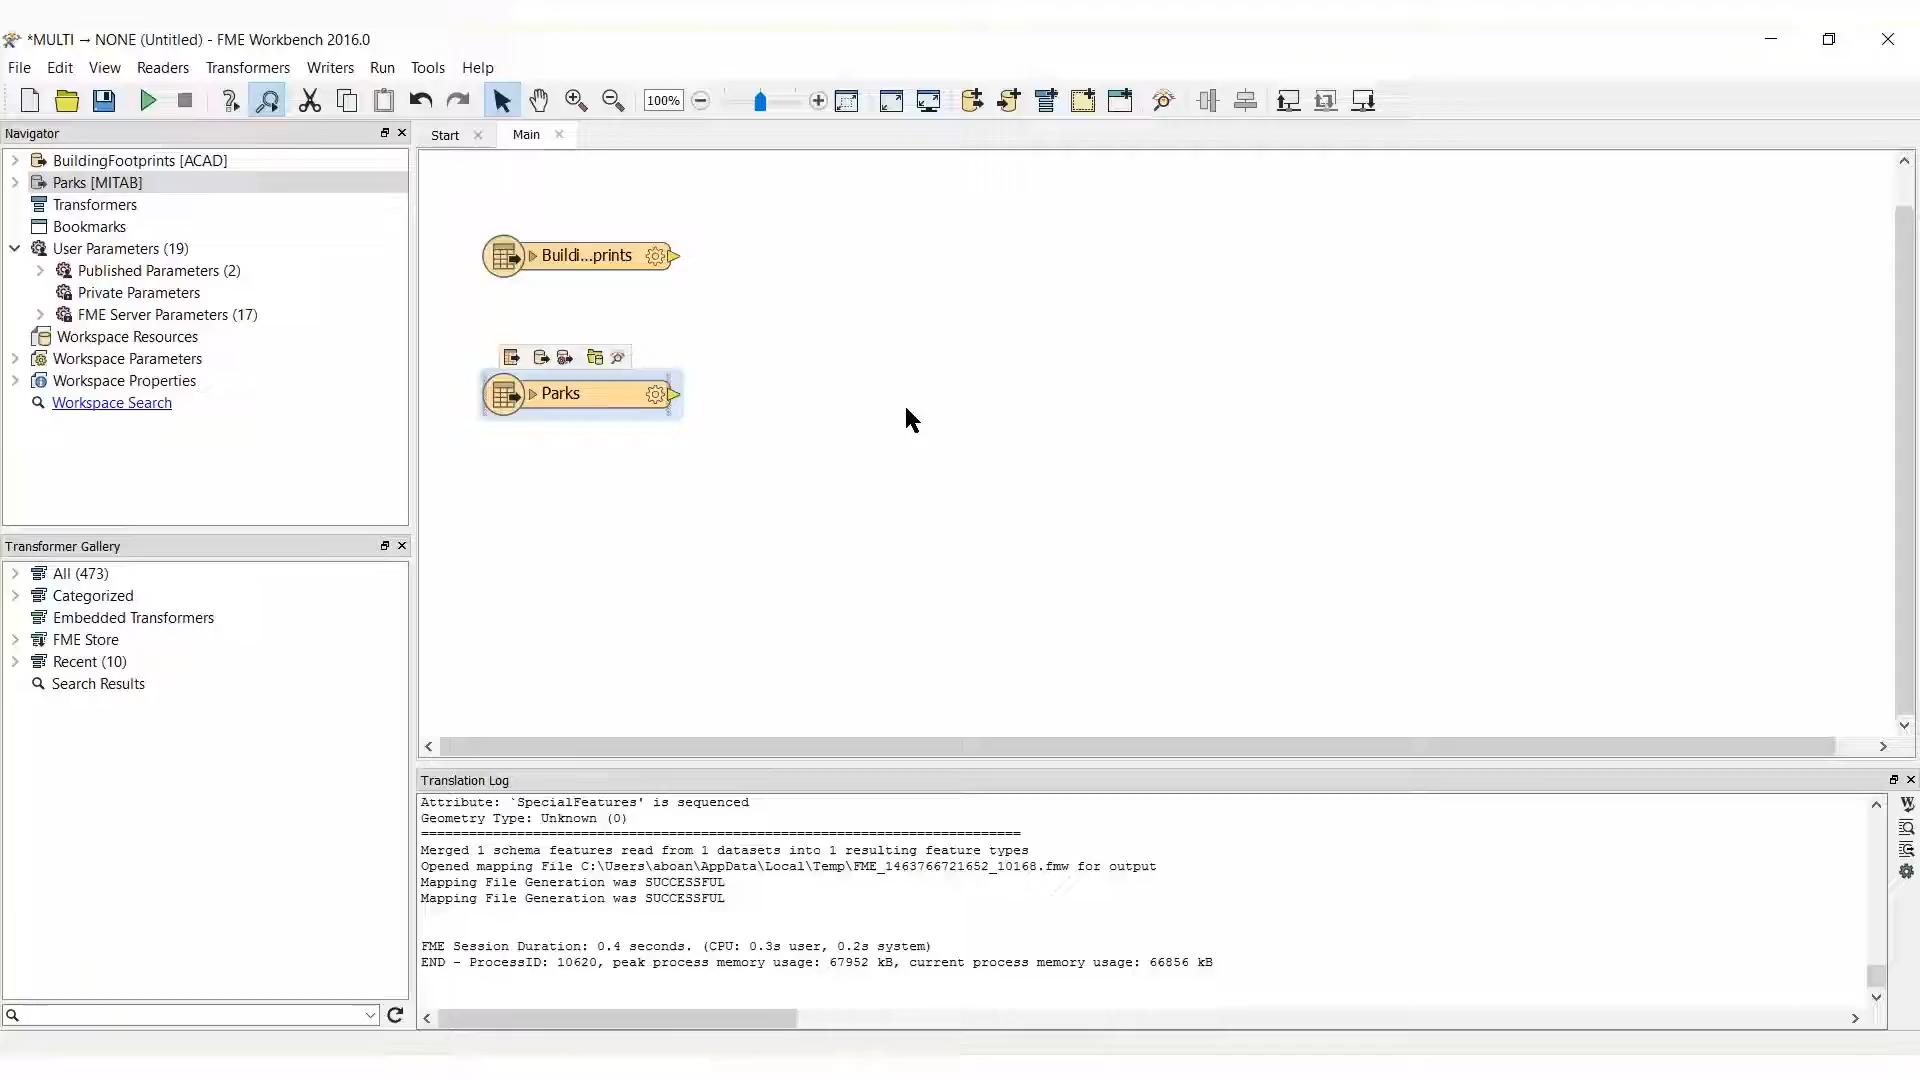 *MULTI → NONE (Untitled) - FME Workbench 2016.0
File Edit View Readers Transformers Writers Run Tools Help
100%
Navigator
Start
Main
BuildingFootprints [ACAD]
Parks [MITAB]
Transformers
Bookmarks
User Parameters (19)
Published Parameters (2)
Private Parameters
FME Server Parameters (17)
Workspace Resources
Workspace Parameters
Workspace Properties
Workspace Search
Buildi...prints
Parks
Transformer Gallery
All (473)
Categorized
Embedded Transformers
FME Store
Recent (10)
Search Results
Translation Log
Attribute: `SpecialFeatures' is sequenced
Geometry Type: Unknown (0)
===========================================================================
Merged 1 schema features read from 1 datasets into 1 resulting feature types
Opened mapping File C:\Users\aboan\AppData\Local\Temp\FME_1463766721652_10168.fmw for output
Mapping File Generation was SUCCESSFUL
Mapping File Generation was SUCCESSFUL
FME Session Duration: 0.4 seconds. (CPU: 0.3s user, 0.2s system)
END - ProcessID: 10620, peak process memory usage: 67952 kB, current process memory usage: 66856 kB